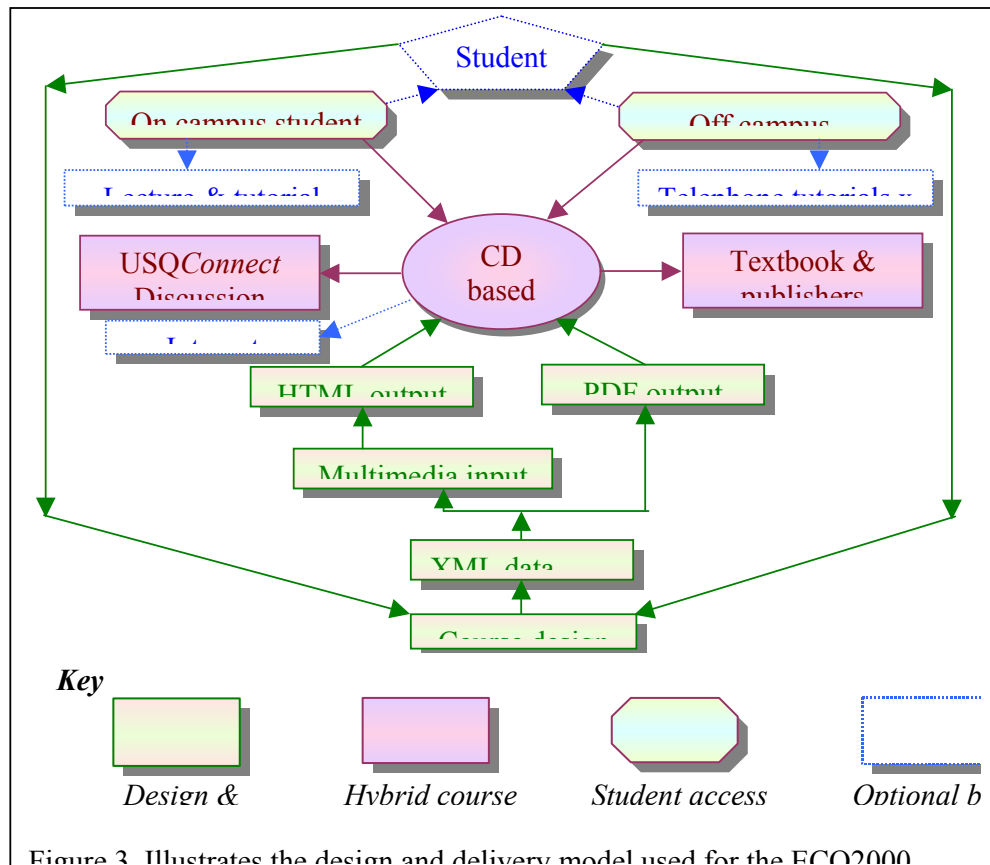 Student
On campus student
Off campus
Lecture & tutorial
Telephone tutorials x
USQConnect
Discussion
CD
based
Textbook &
publishers
Internet
HTML output
PDF output
Multimedia input
XML data
Course design
Key
Design &
Hybrid course
Student access
Optional b
Figure 3. Illustrates the design and delivery model used for the ECO2000